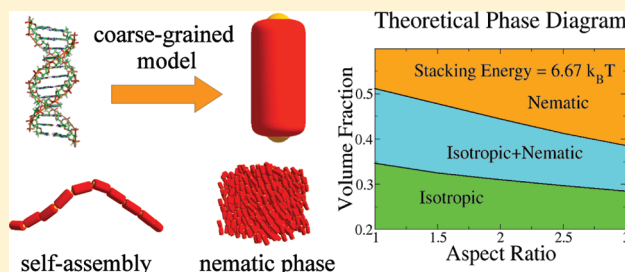 coarse-grained
model
self-assembly
nematic phase
Theoretical Phase Diagram
Stacking Energy = 6.67 kBT
Nematic
Isotropic+Nematic
Isotropic
Volume Fraction
0.5
0.4
0.3
0.2
1
1.5
2
2.5
3
Aspect Ratio